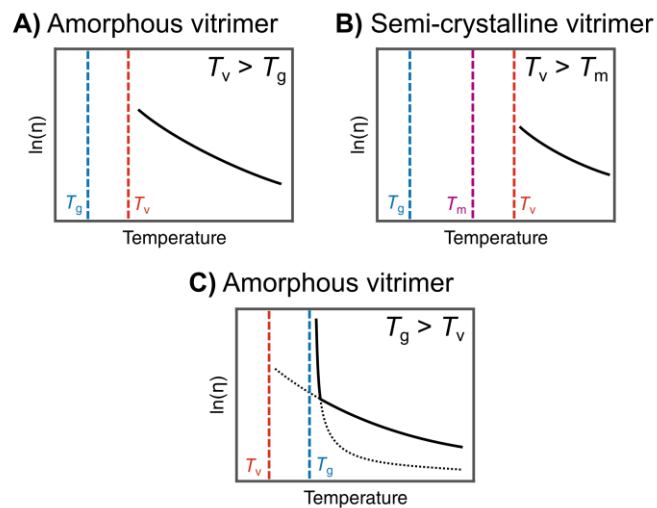 A) Amorphous vitrimer
B) Semi-crystalline vitrimer
Tv > Tg
Tv > Tm
ln(η)
ln(η)
Tg
Tv
Tg
Tm
Tv
Temperature
Temperature
C) Amorphous vitrimer
Tg > Tv
ln(η)
Tv
Tg
Temperature